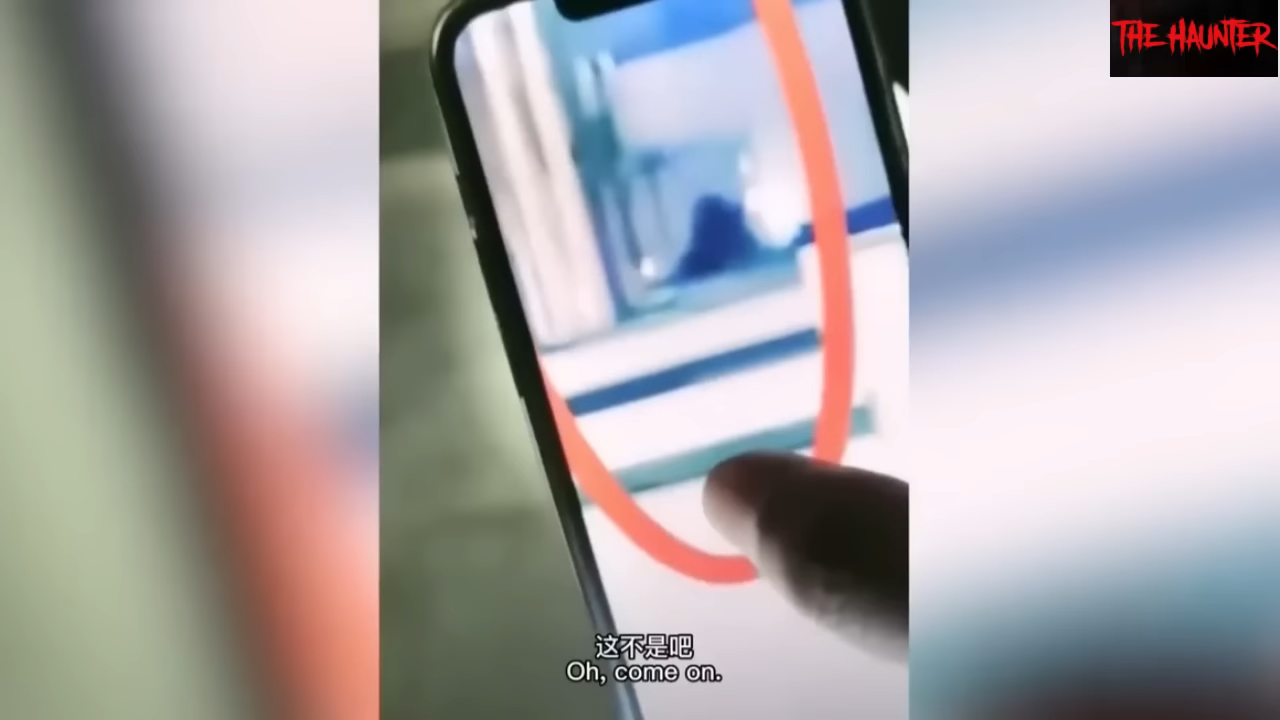 THE HAUNTER
这不是吧
Oh, come on.